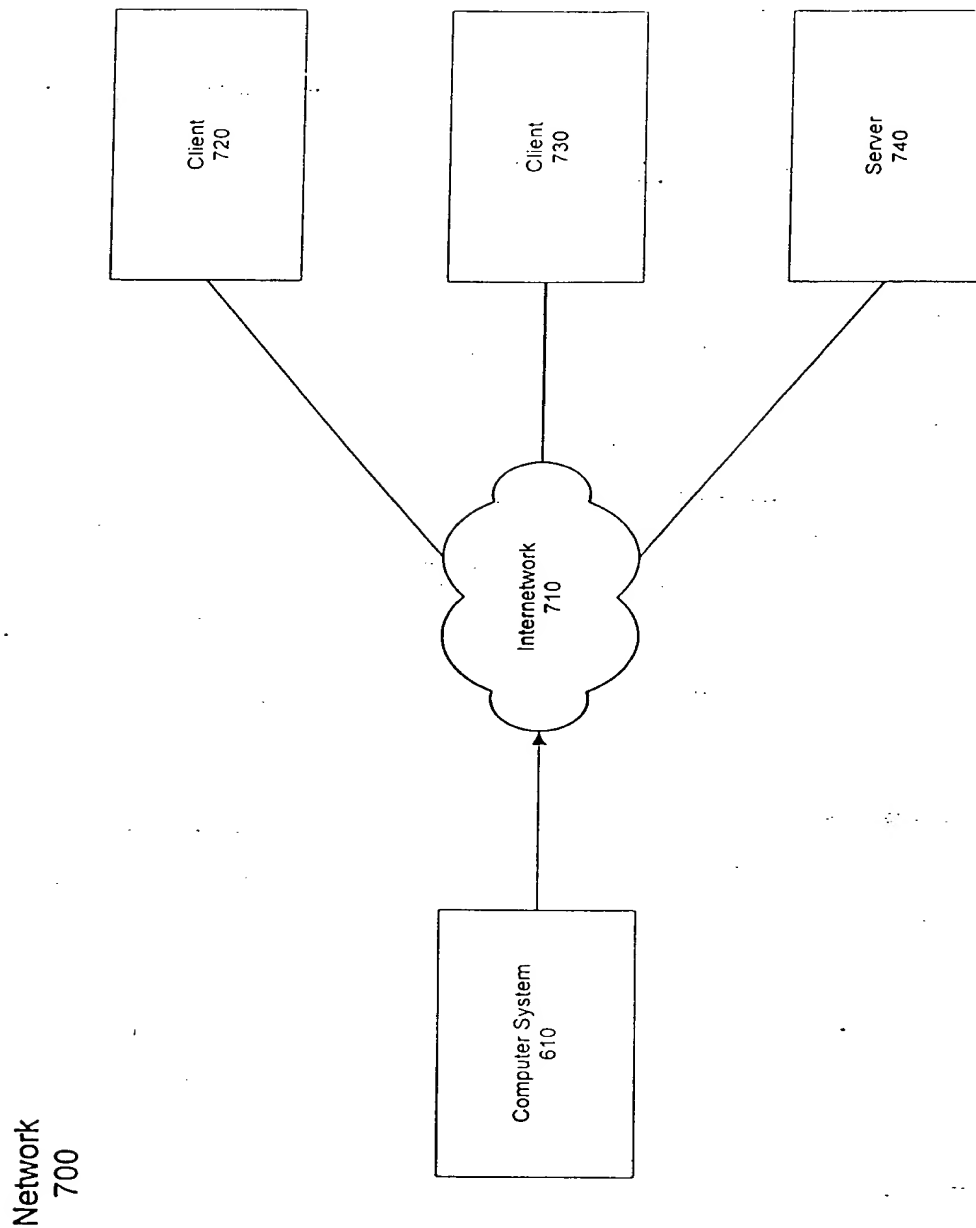 Network
700
Client
720
Client
730
Server
740
Internetwork
710
Computer System
610